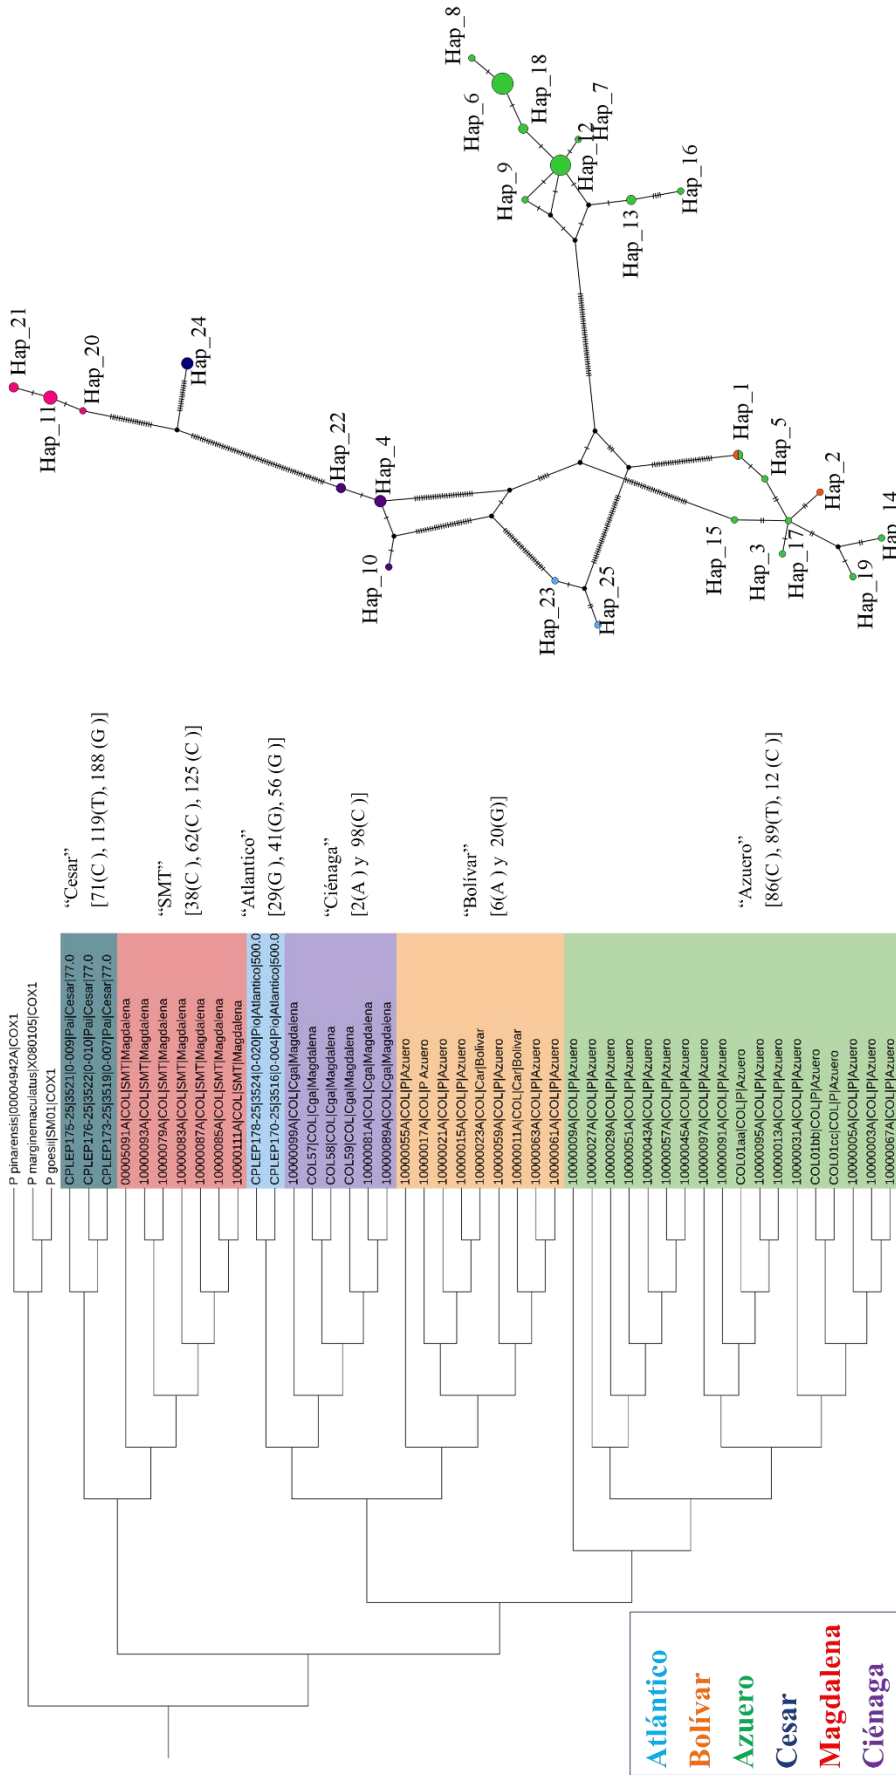 P pinarensis|00004942A|COX1
P marginemaculatus|X080105|COX1
P goesii|SM01|COX1
CPLEP175-25|3521|0-009|Pai|Cesar|77.0
CPLEP176-25|3522|0-010|Pai|Cesar|77.0
CPLEP173-25|3519|0-007|Pai|Cesar|77.0
00005091A|COL|SMT|Magdalena
10000093A|COL|SMT|Magdalena
10000079A|COL|SMT|Magdalena
10000083A|COL|SMT|Magdalena
10000087A|COL|SMT|Magdalena
10000085A|COL|SMT|Magdalena
10000111A|COL|SMT|Magdalena
CPLEP178-25|3524|0-020|Pio|Atlantico|500.0
CPLEP170-25|3516|0-004|Pio|Atlantico|500.0
10000099A|COL|Cga|Magdalena
COL57|COL|Cga|Magdalena
COL58|COL|Cga|Magdalena
COL59|COL|Cga|Magdalena
10000081A|COL|Cga|Magdalena
10000089A|COL|Cga|Magdalena
10000055A|COL|P|Azuero
10000017A|COL|P Azuero
10000021A|COL|P|Azuero
10000015A|COL|P|Azuero
10000023A|COL|Car|Bolivar
10000059A|COL|P|Azuero
10000011A|COL|Car|Bolivar
10000063A|COL|P|Azuero
10000061A|COL|P|Azuero
10000009A|COL|P|Azuero
10000027A|COL|P|Azuero
10000029A|COL|P|Azuero
10000051A|COL|P|Azuero
10000043A|COL|P|Azuero
10000057A|COL|P|Azuero
10000045A|COL|P|Azuero
10000097A|COL|P|Azuero
10000091A|COL|P|Azuero
COL01aa|COL|P|Azuero
10000095A|COL|P|Azuero
10000013A|COL|P|Azuero
10000031A|COL|P|Azuero
COL01bb|COL|P|Azuero
COL01cc|COL|P|Azuero
10000005A|COL|P|Azuero
10000003A|COL|P|Azuero
10000067A|COL|P|Azuero
“Cesar”
[71(C ), 119(T), 188 (G )]
“SMT”
[38(C ), 62(C ), 125 (C )]
“Atlantico”
[29(G ), 41(G), 56 (G )]
“Ciénaga”
[2(A ) y 98(C )]
“Bolívar”
[6(A ) y 20(G)]
“Azuero”
[86(C ), 89(T), 12 (C )]
Atlántico
Bolívar
Azuero
Cesar
Magdalena
Ciénaga
Hap_21
Hap_11
Hap_20
Hap_24
Hap_22
Hap_4
Hap_10
Hap_23
Hap_25
Hap_15
Hap_3
Hap_17
Hap_19
Hap_14
Hap_2
Hap_5
Hap_1
Hap_8
Hap_6
Hap_18
Hap_9
Hap_12
Hap_7
Hap_13
Hap_16